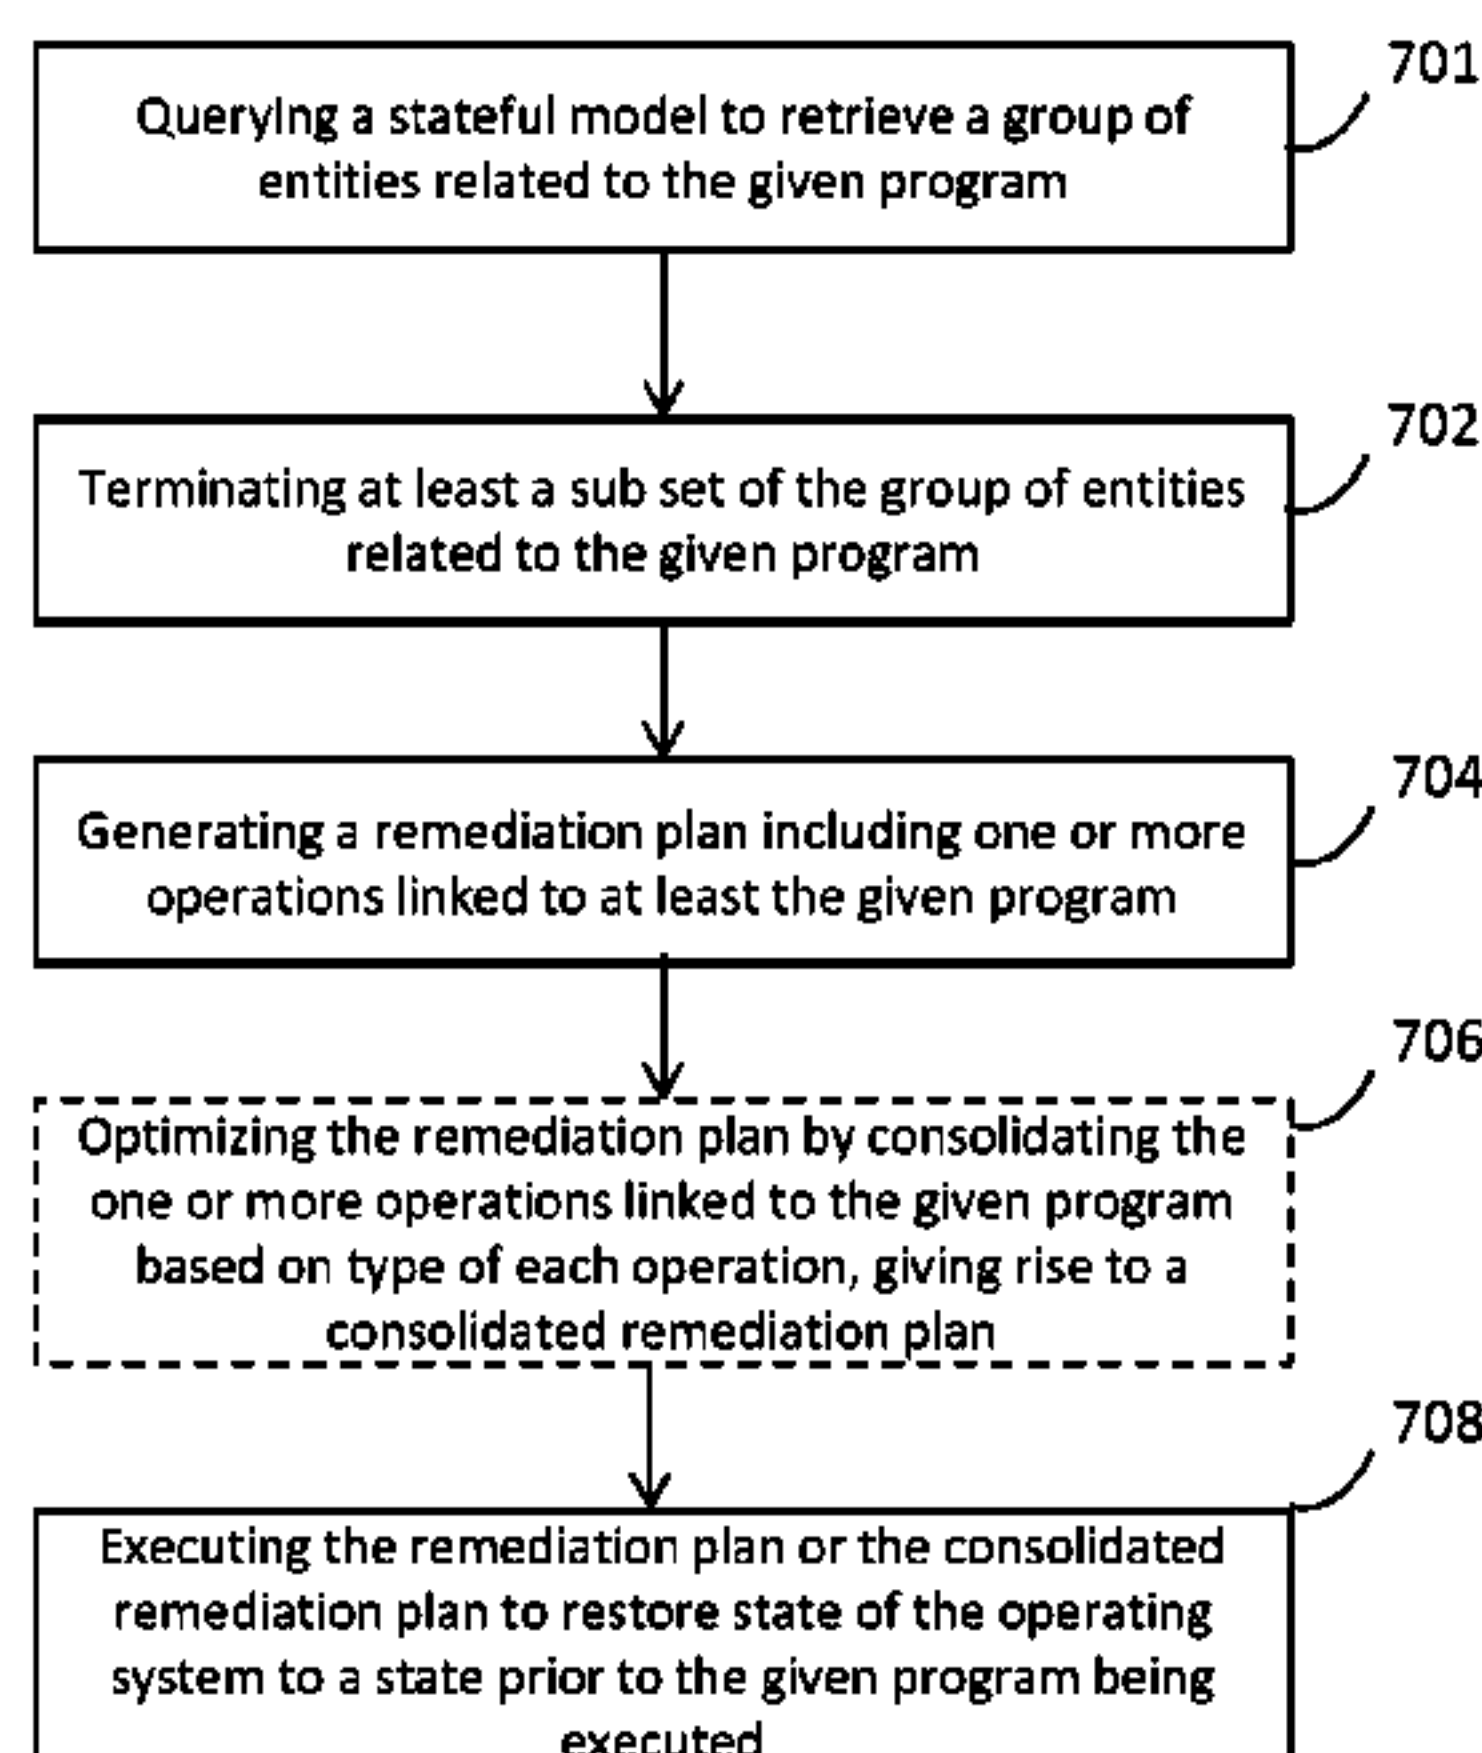 701
Querying a stateful model to retrieve a group of
entities related to the given program
702
Terminating at least a sub set of the group of entities
related to the given program
704
Generating a remediation plan including one or more
operations linked to at least the given program
706
Optimizing the remediation plan by consolidating the
one or more operations linked to the given program
based on type of each operation, giving rise to a
consolidated remediation plan
708
Executing the remediation plan or the consolidated
remediation plan to restore state of the operating
system to a state prior to the given program being
executed